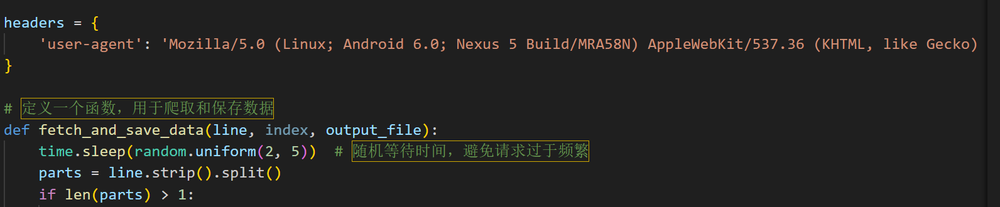 headers = {
    'user-agent': 'Mozilla/5.0 (Linux; Android 6.0; Nexus 5 Build/MRA58N) AppleWebKit/537.36 (KHTML, like Gecko)
}
# 定义一个函数，用于爬取和保存数据
def fetch_and_save_data(line, index, output_file):
    time.sleep(random.uniform(2, 5))  # 随机等待时间，避免请求过于频繁
    parts = line.strip().split()
    if len(parts) > 1: